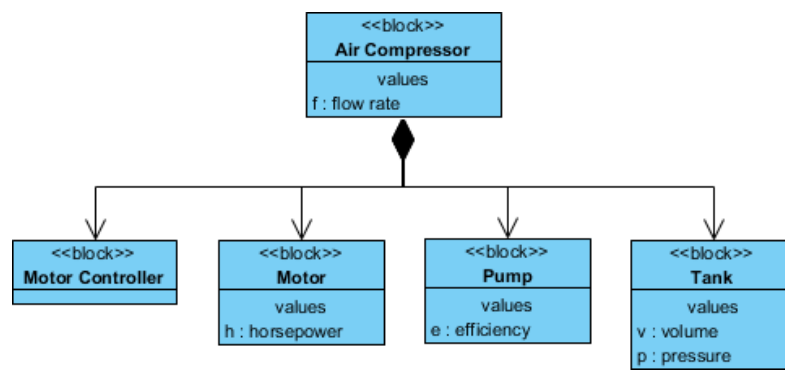 <<block>>
Air Compressor
values
f : flow rate
<<block>>
Motor Controller
<<block>>
Motor
values
h : horsepower
<<block>>
Pump
values
e : efficiency
<<block>>
Tank
values
v : volume
p : pressure